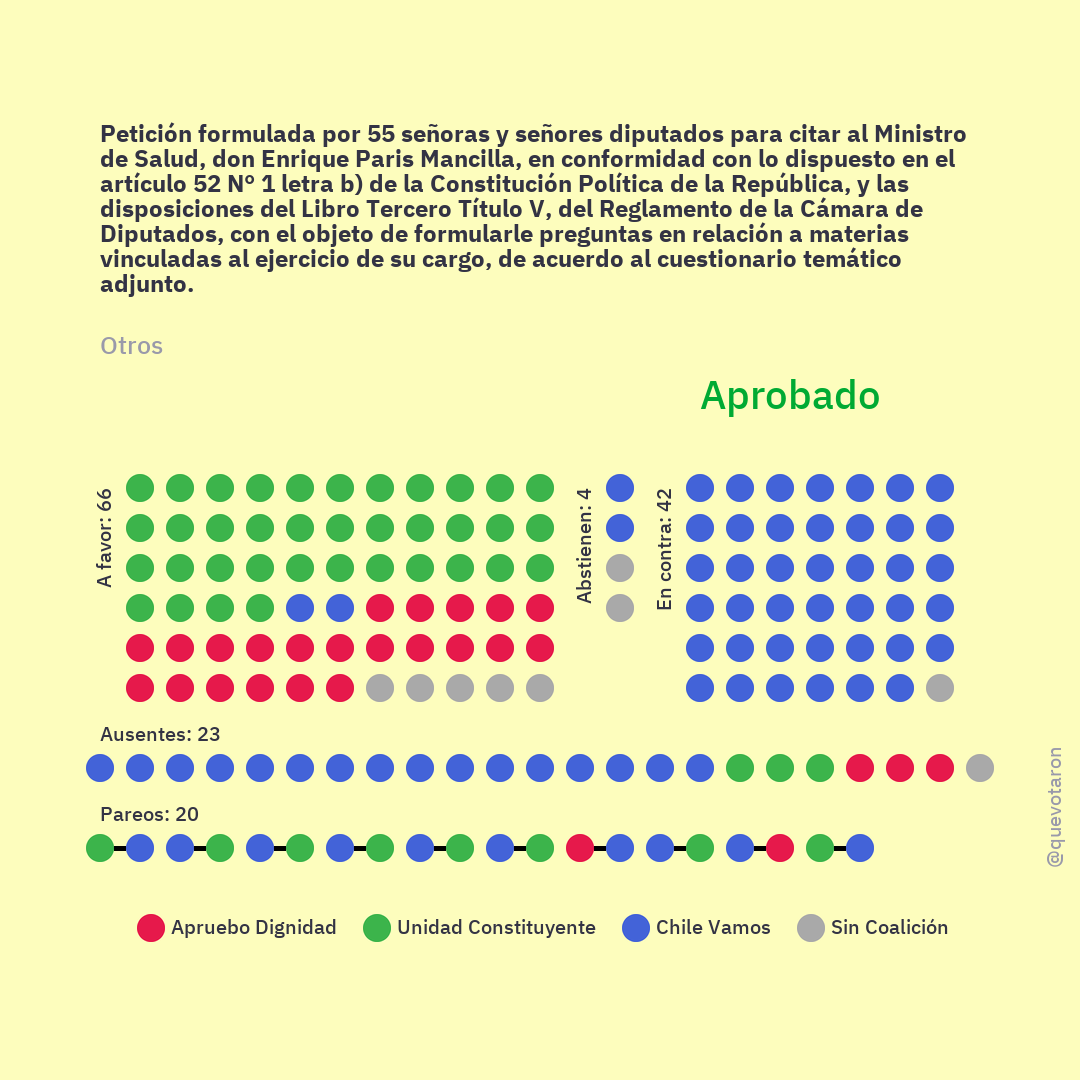 Petición formulada por 55 señoras y señores diputados para citar al Ministro
de Salud, don Enrique Paris Mancilla, en conformidad con lo dispuesto en el
artículo 52 N° 1 letra b) de la Constitución Política de la República, y las
disposiciones del Libro Tercero Título V, del Reglamento de la Cámara de
Diputados, con el objeto de formularle preguntas en relación a materias
vinculadas al ejercicio de su cargo, de acuerdo al cuestionario temático
adjunto.
Otros
Aprobado
A favor: 66
Abstienen: 4
En contra: 42
Ausentes: 23
Pareos: 20
@quevotaron
Apruebo Dignidad
Unidad Constituyente
Chile Vamos
Sin Coalición